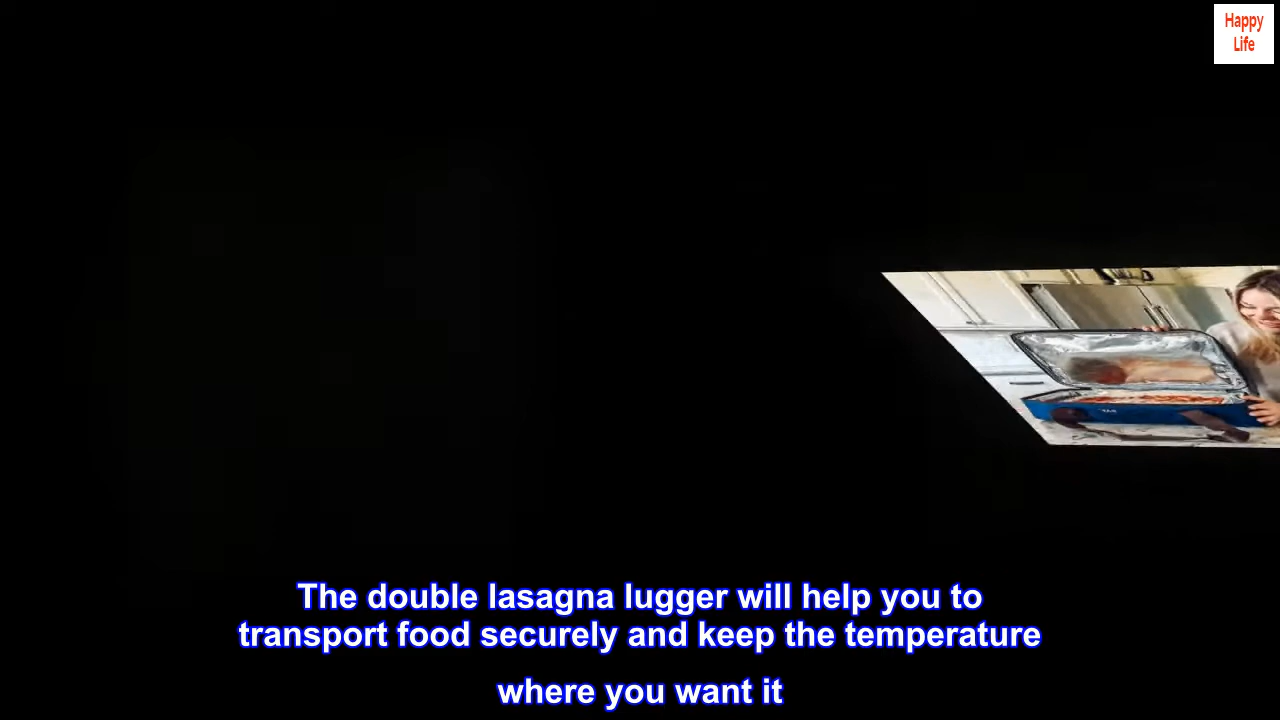 Happy
Life
The double lasagna lugger will help you to
transport food securely and keep the temperature
where you want it